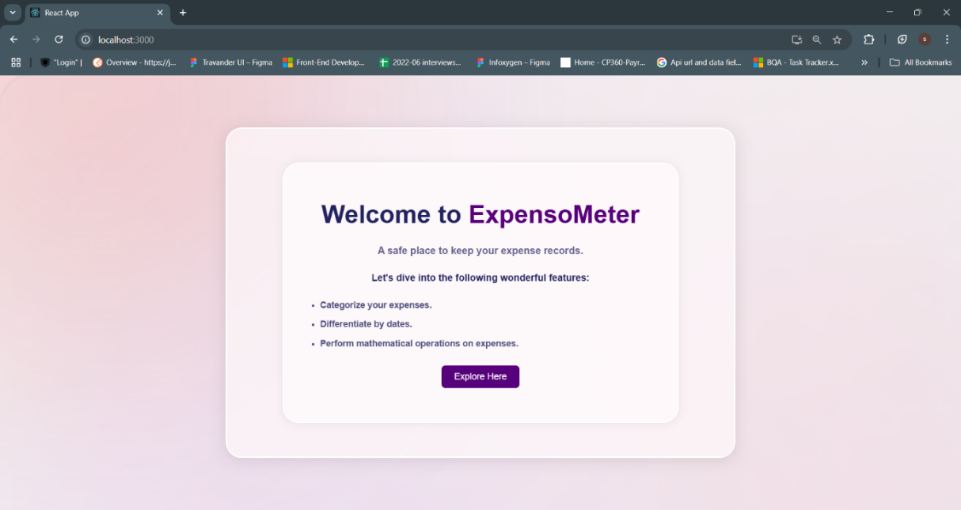 React App
localhost:3000
"Login" |
Overview - https://j...
Travander UI – Figma
Front-End Develop...
2022-06 interviews...
Infoxygen – Figma
Home - CP360-Payr...
Api url and data fiel...
BQA - Task Tracker.x...
»
All Bookmarks
Welcome to ExpensoMeter
A safe place to keep your expense records.
Let's dive into the following wonderful features:
• Categorize your expenses.
• Differentiate by dates.
• Perform mathematical operations on expenses.
Explore Here